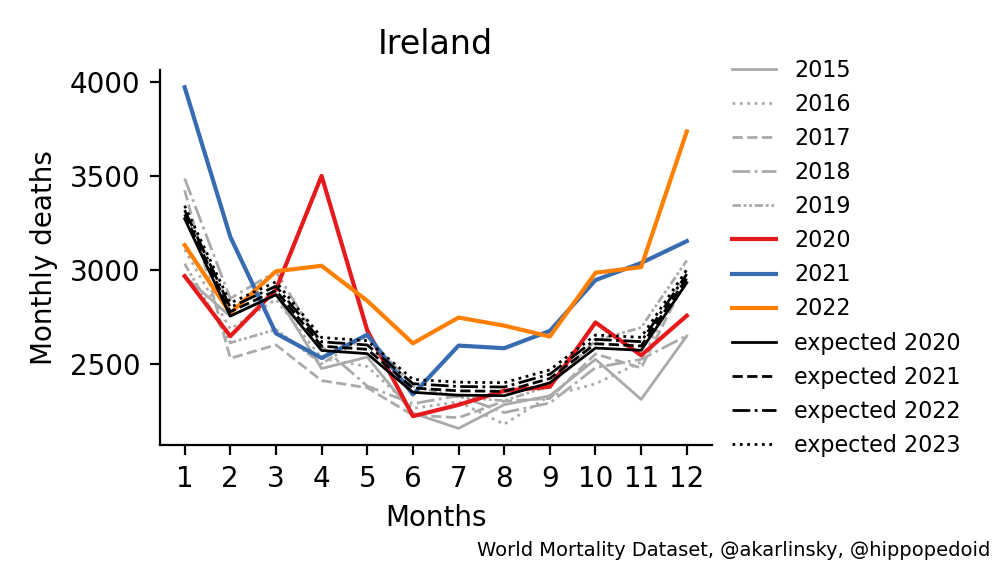 Ireland
Monthly deaths
4000
3500
3000
2500
1 2 3 4 5 6 7 8 9 10 11 12
Months
2015
2016
2017
2018
2019
2020
2021
2022
expected 2020
expected 2021
expected 2022
expected 2023
World Mortality Dataset, @akarlinsky, @hippopedoid